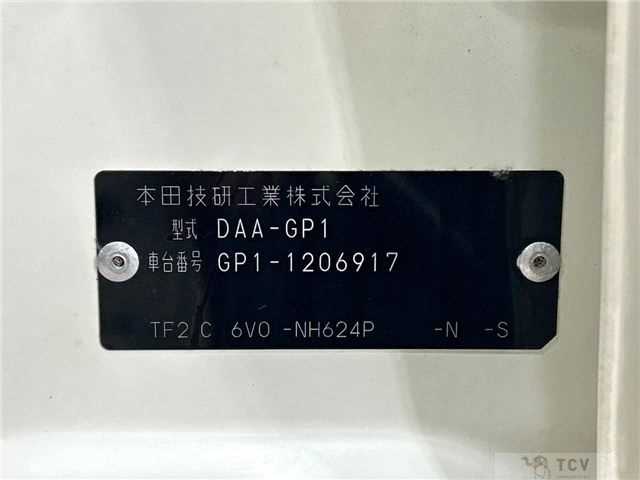 本田技研工業株式会社
型式 DAA-GP1
車台番号 GP1-1206917
TF2 C 6V0 -NH624P -N -S
TCV